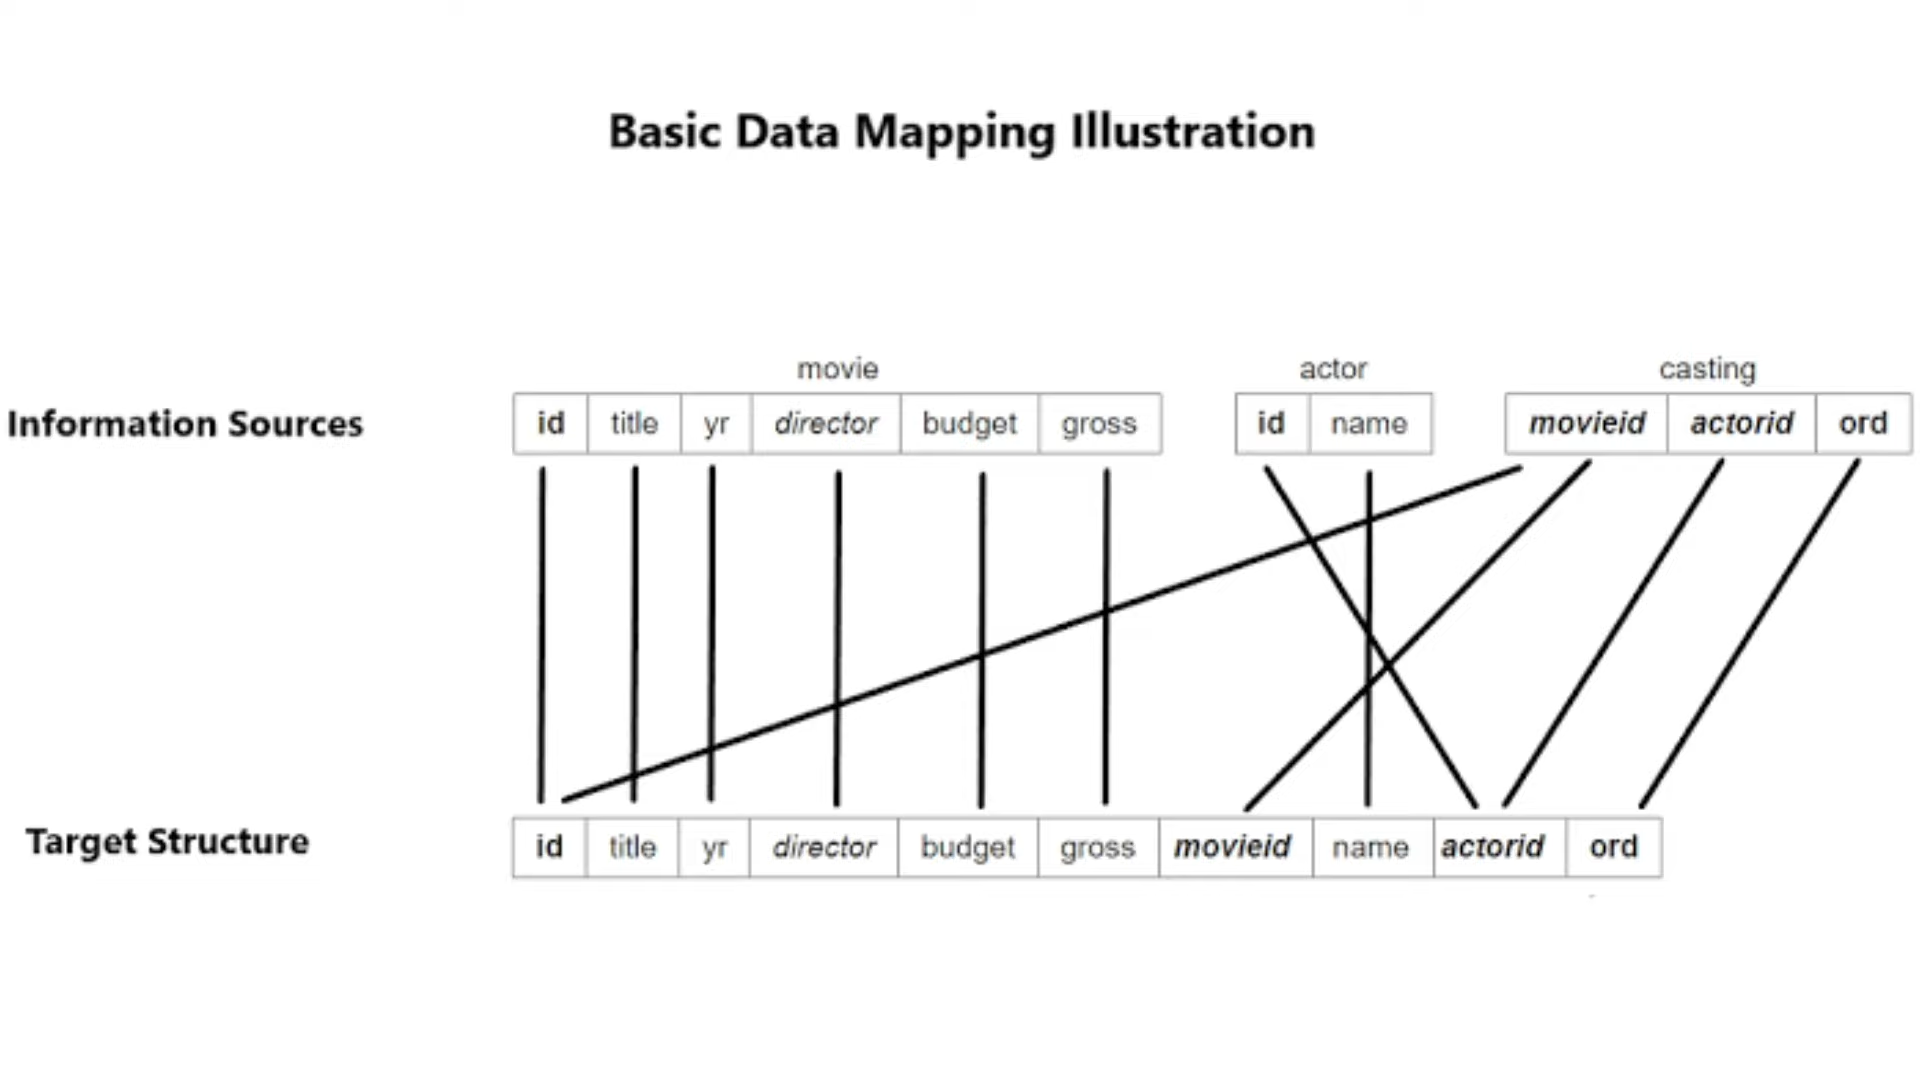 Basic Data Mapping Illustration
movie actor casting
Information Sources id title yr director budget gross id name movieid actorid ord
Target Structure id title yr director budget gross movieid name actorid ord